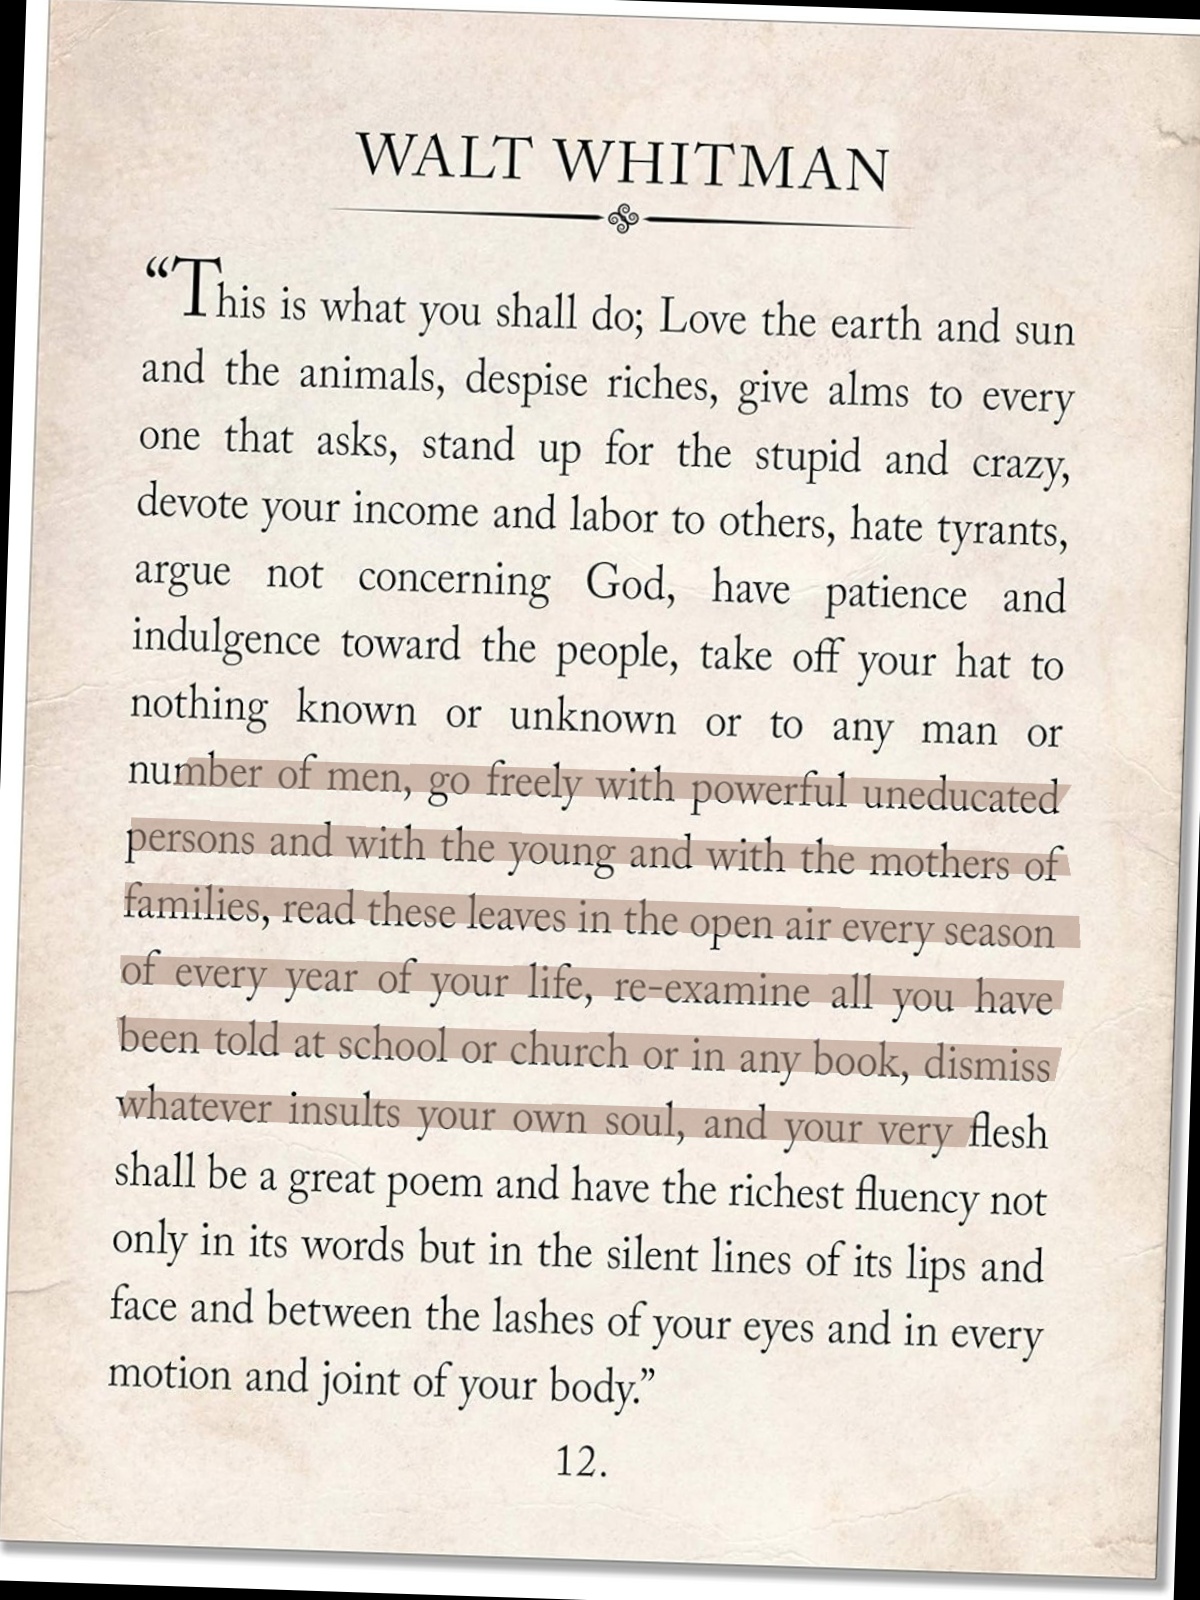 WALT WHITMAN
“This is what you shall do; Love the earth and sun
and the animals, despise riches, give alms to every
one that asks, stand up for the stupid and crazy,
devote your income and labor to others, hate tyrants,
argue not concerning God, have patience and
indulgence toward the people, take off your hat to
nothing known or unknown or to any man or
number of men, go freely with powerful uneducated
persons and with the young and with the mothers of
families, read these leaves in the open air every season
of every year of your life, re-examine all you have
been told at school or church or in any book, dismiss
whatever insults your own soul, and your very flesh
shall be a great poem and have the richest fluency not
only in its words but in the silent lines of its lips and
face and between the lashes of your eyes and in every
motion and joint of your body.”
12.